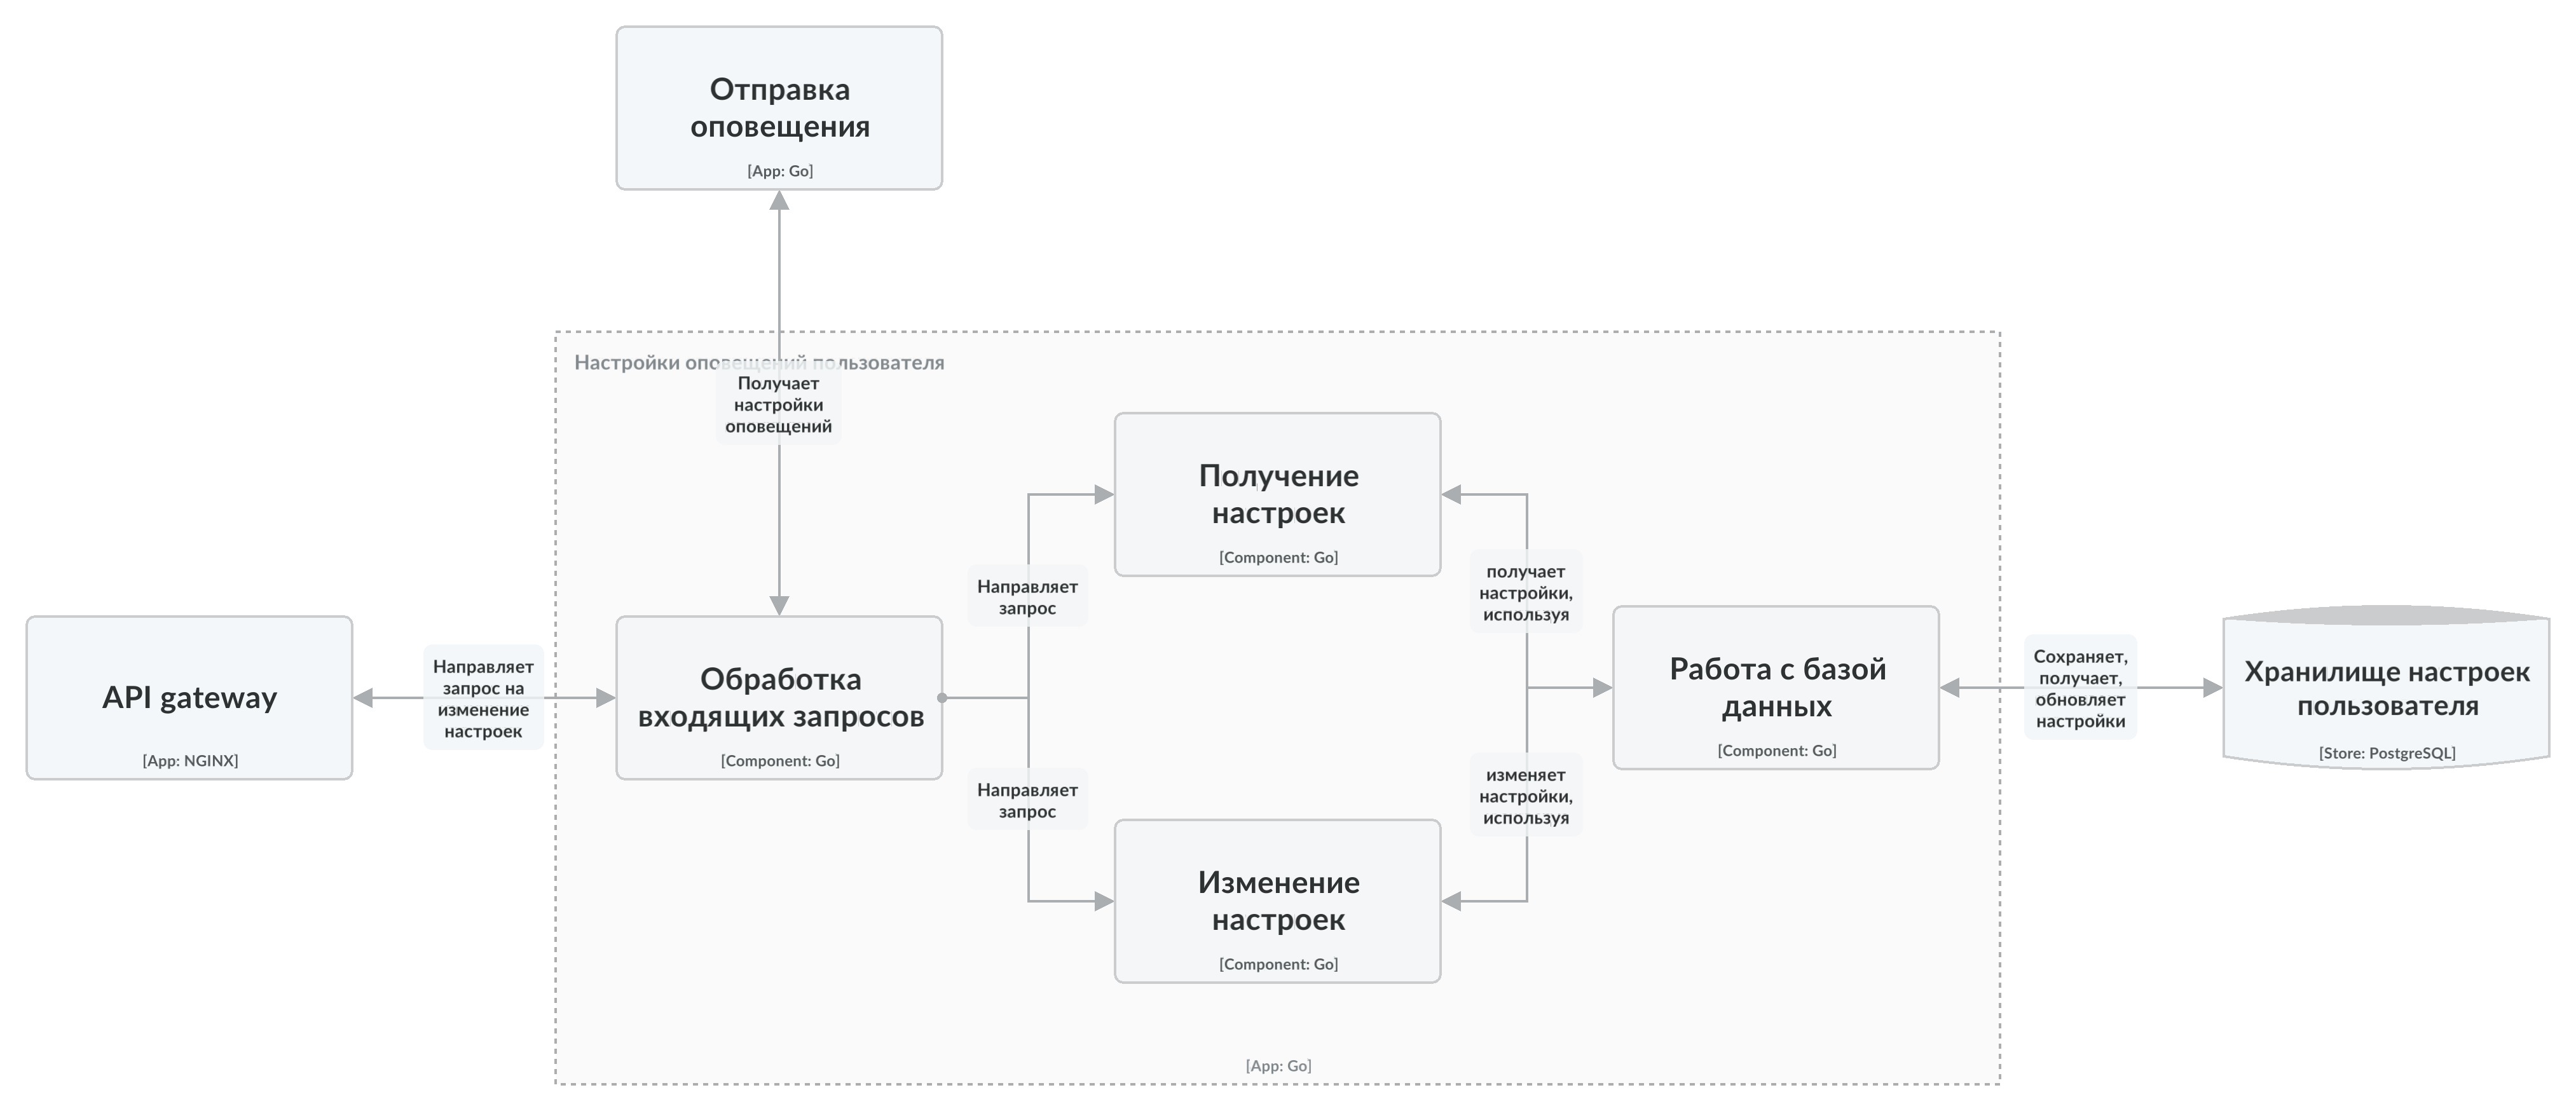 Отправка
оповещения
[App: Go]
Настройки оповещений пользователя
Получает
настройки
оповещений
API gateway
[App: NGINX]
Направляет
запрос на
изменение
настроек
Обработка
входящих запросов
[Component: Go]
Направляет
запрос
Направляет
запрос
Получение
настроек
[Component: Go]
Изменение
настроек
[Component: Go]
получает
настройки,
используя
изменяет
настройки,
используя
Работа с базой
данных
[Component: Go]
Сохраняет,
получает,
обновляет
настройки
Хранилище настроек
пользователя
[Store: PostgreSQL]
[App: Go]